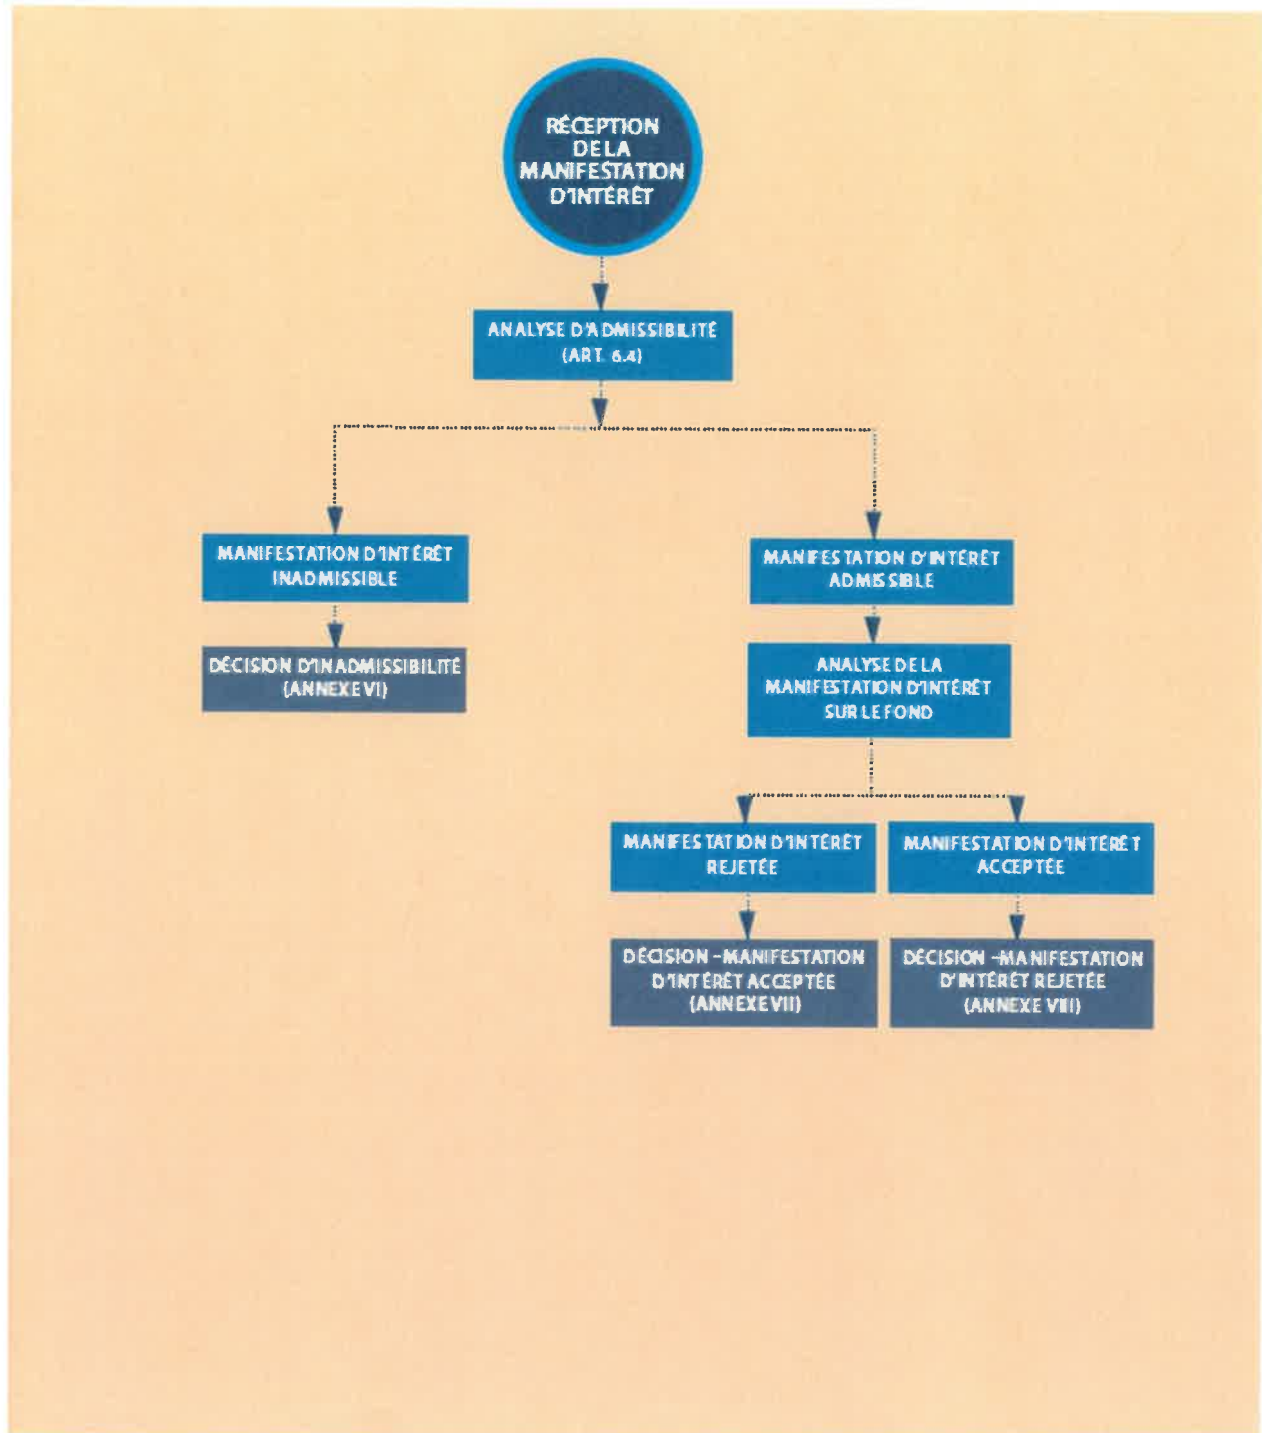 RÉCEPTION
DE LA
MANIFESTATION
D'INTÉRÊT
ANALYSE D'ADMISSIBILITÉ
(ART. 6.4)
MANIFESTATION D'INTÉRÊT
INADMISSIBLE
DÉCISION D'INADMISSIBILITÉ
(ANNEXE VI)
MANIFESTATION D'INTÉRÊT
ADMISSIBLE
ANALYSE DE LA
MANIFESTATION D'INTÉRÊT
SUR LE FOND
MANIFESTATION D'INTÉRÊT
REJETÉE
MANIFESTATION D'INTÉRÊT
ACCEPTÉE
DÉCISION - MANIFESTATION
D'INTÉRÊT ACCEPTÉE
(ANNEXE VII)
DÉCISION - MANIFESTATION
D'INTÉRÊT REJETÉE
(ANNEXE VIII)